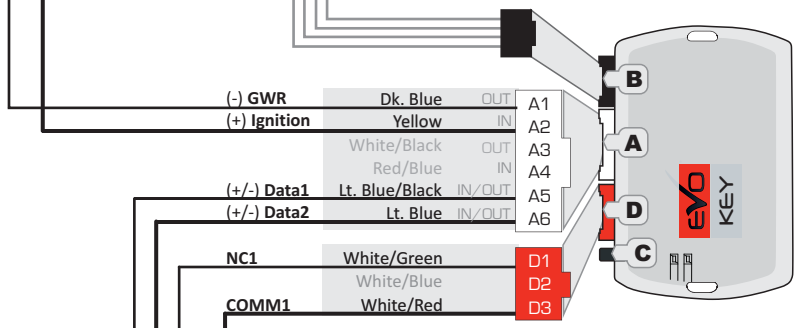 B
(-) GWR Dk. Blue OUT A1
(+) Ignition Yellow IN A2
White/Black OUT A3
Red/Blue IN A4
(+/-) Data1 Lt. Blue/Black IN/OUT A5
(+/-) Data2 Lt. Blue IN/OUT A6
A
D
C
EVO
KEY
NC1 White/Green D1
White/Blue D2
COMM1 White/Red D3